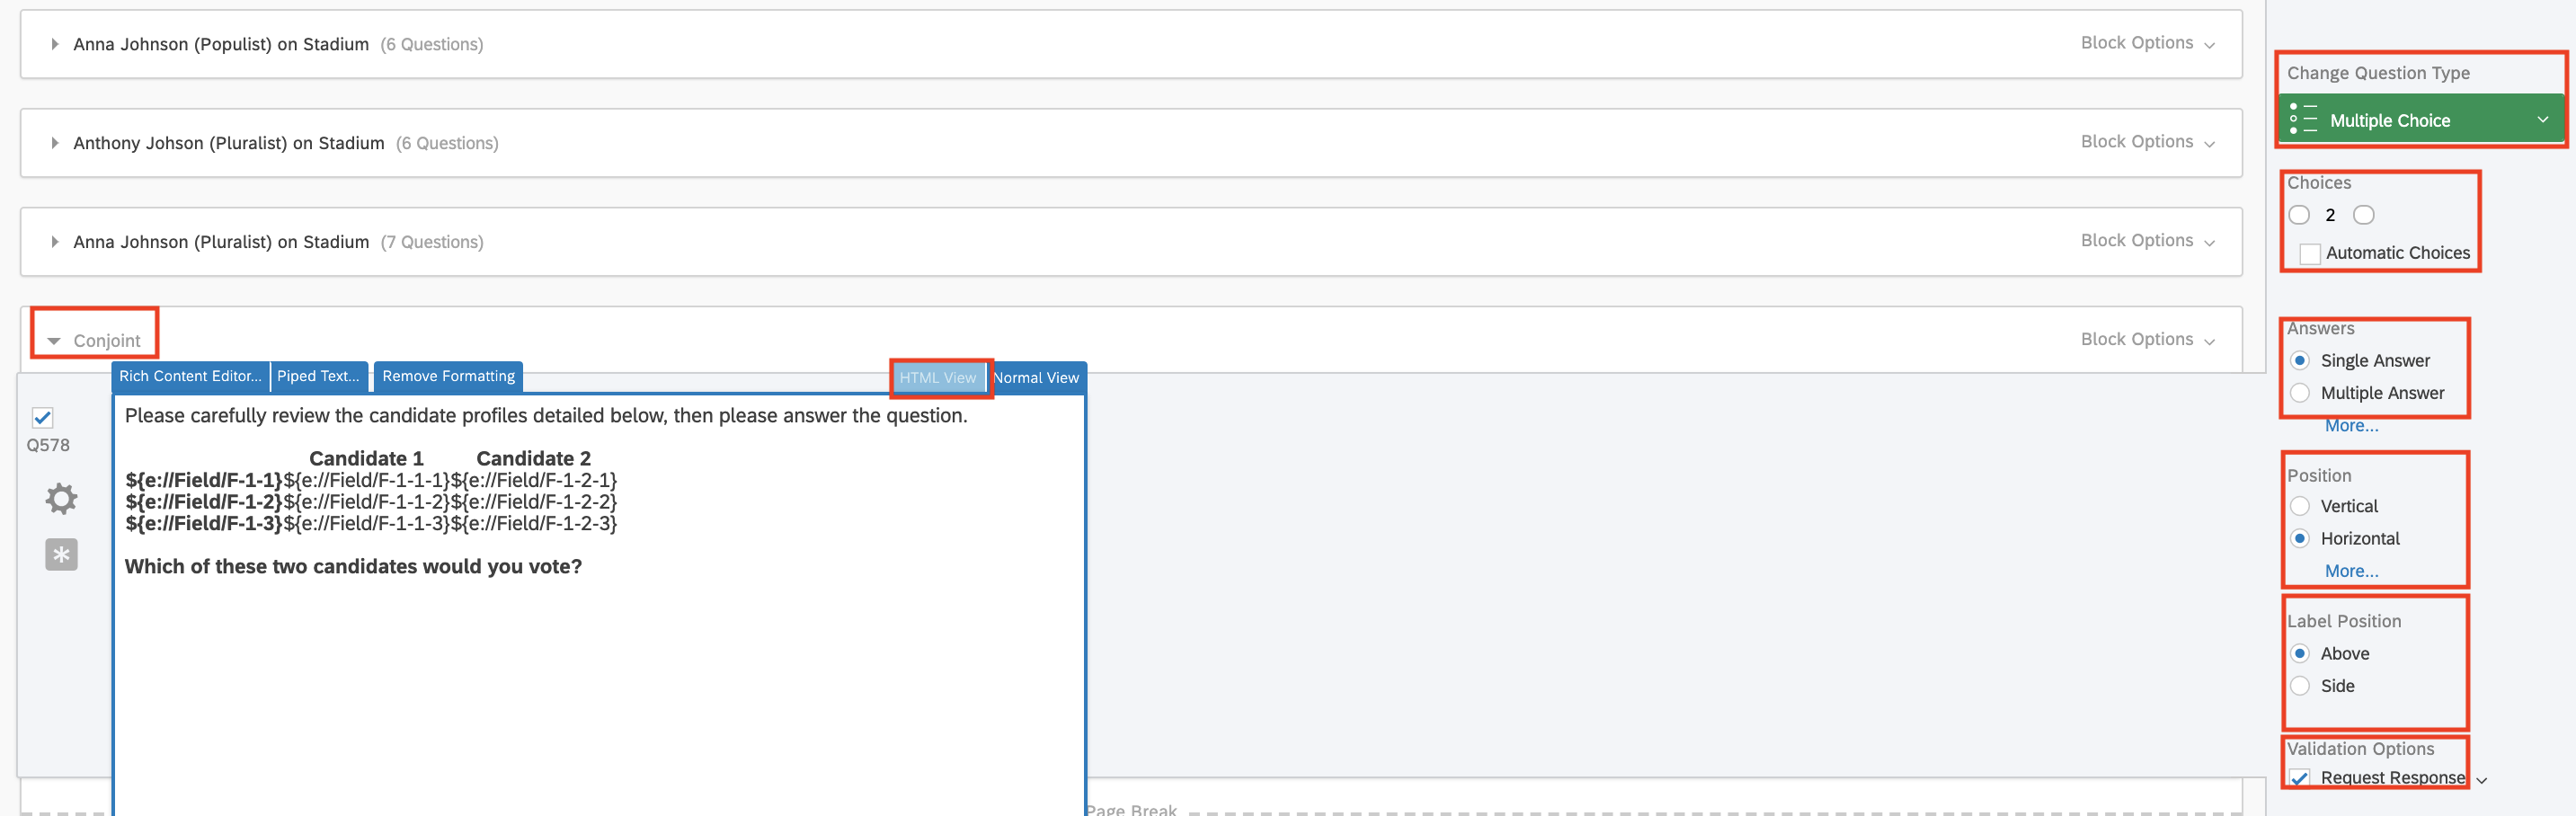 Anna Johnson (Populist) on Stadium (6 Questions)
Block Options
Anthony Johson (Pluralist) on Stadium (6 Questions)
Block Options
Anna Johnson (Pluralist) on Stadium (7 Questions)
Block Options
Conjoint
Block Options
Rich Content Editor... Piped Text... Remove Formatting HTML View Normal View
Q578
Please carefully review the candidate profiles detailed below, then please answer the question.
Candidate 1 Candidate 2
${e://Field/F-1-1}${e://Field/F-1-1-1}${e://Field/F-1-2-1}
${e://Field/F-1-2}${e://Field/F-1-1-2}${e://Field/F-1-2-2}
${e://Field/F-1-3}${e://Field/F-1-1-3}${e://Field/F-1-2-3}
Which of these two candidates would you vote?
Page Break
Change Question Type
Multiple Choice
Choices
2
Automatic Choices
Answers
Single Answer
Multiple Answer
More...
Position
Vertical
Horizontal
More...
Label Position
Above
Side
Validation Options
Request Response